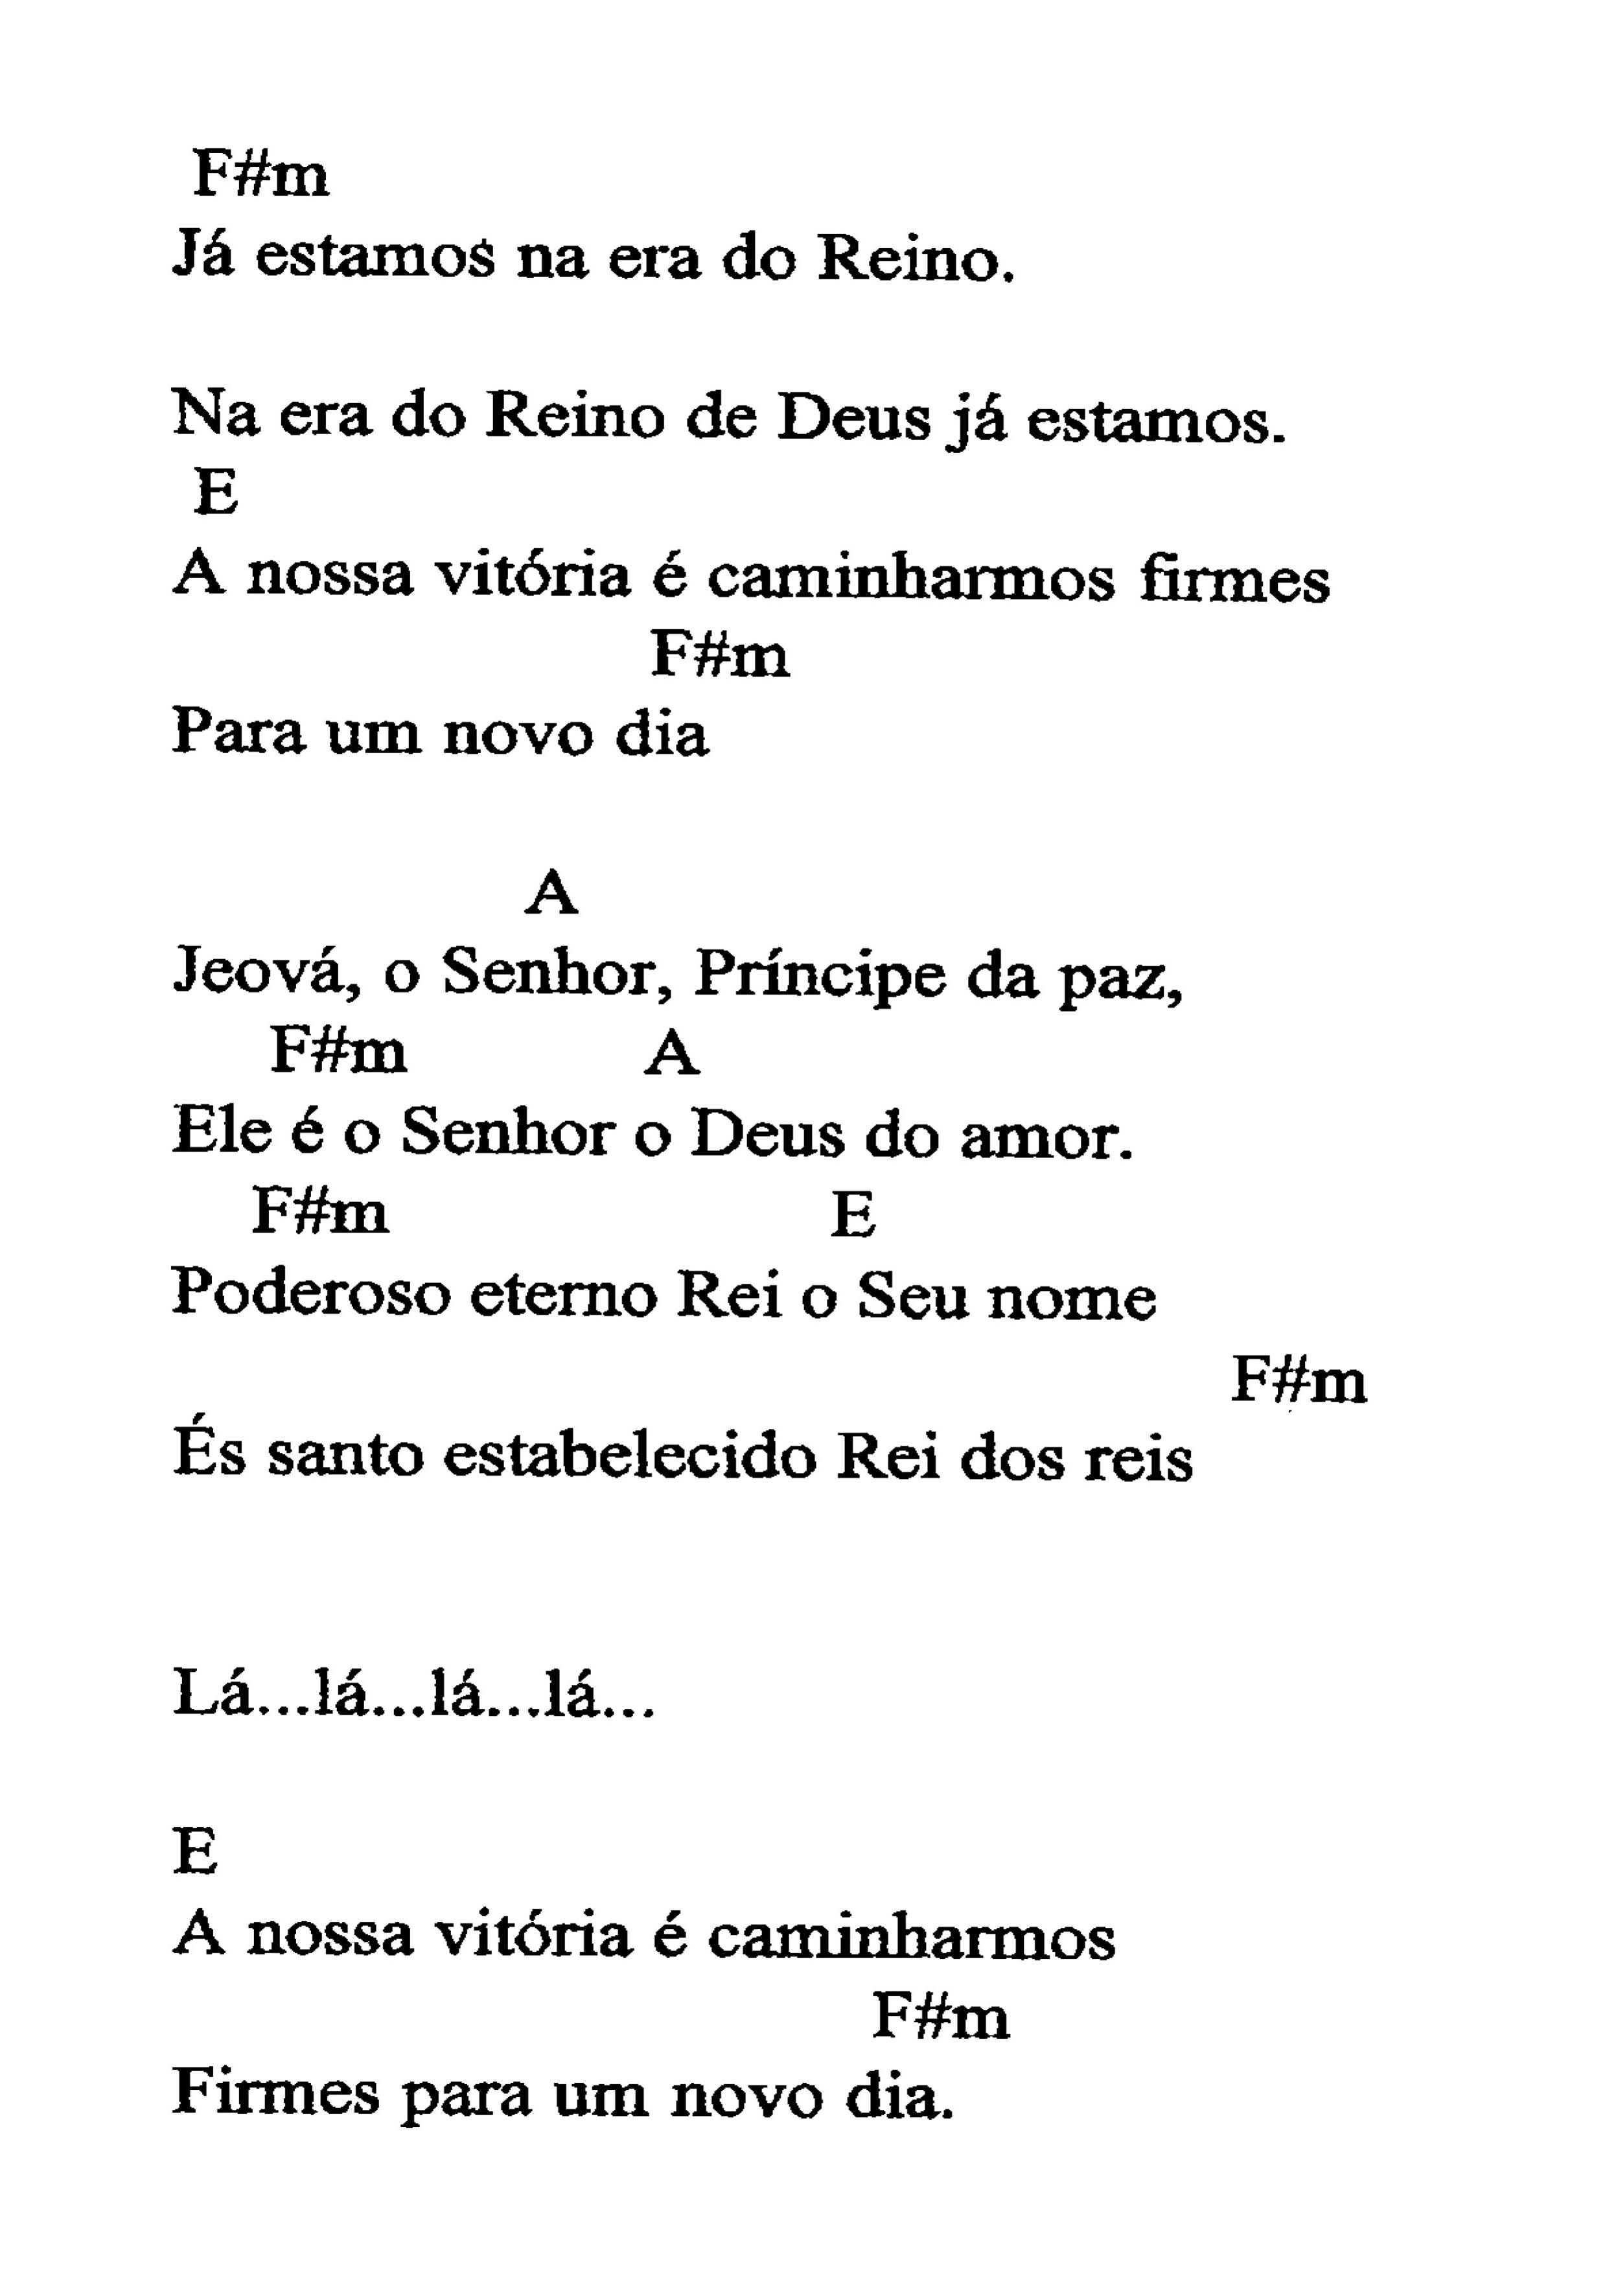 F#m
Já estamos na era do Reino.
Na era do Reino de Deus já estamos.
E
A nossa vitória é caminharmos firmes
F#m
Para um novo dia
A
Jeová, o Senhor, Príncipe da paz,
F#m A
Ele é o Senhor o Deus do amor.
F#m E
Poderoso eterno Rei o Seu nome
F#m
És santo estabelecido Rei dos reis
Lá...lá...lá...lá...
E
A nossa vitória é caminharmos
F#m
Firmes para um novo dia.